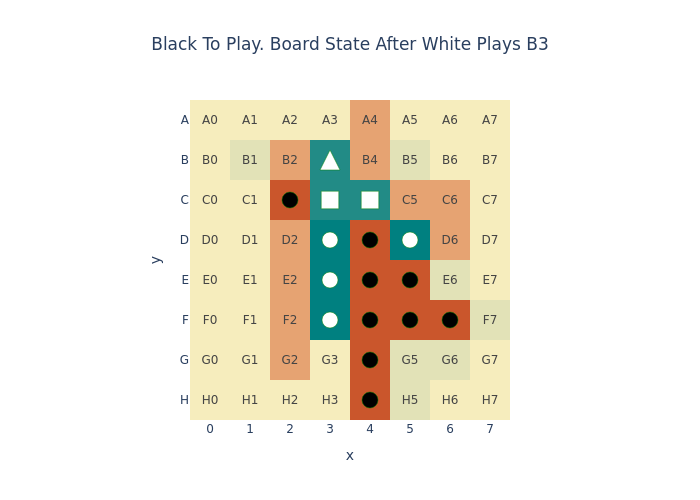 Black To Play. Board State After White Plays B3
A A0 A1 A2 A3 A4 A5 A6 A7
B B0 B1 B2 B4 B5 B6 B7
C C0 C1 C5 C6 C7
y
D D0 D1 D2 D6 D7
E E0 E1 E2 E6 E7
F F0 F1 F2 F7
G G0 G1 G2 G3 G5 G6 G7
H H0 H1 H2 H3 H5 H6 H7
0 1 2 3 4 5 6 7
x